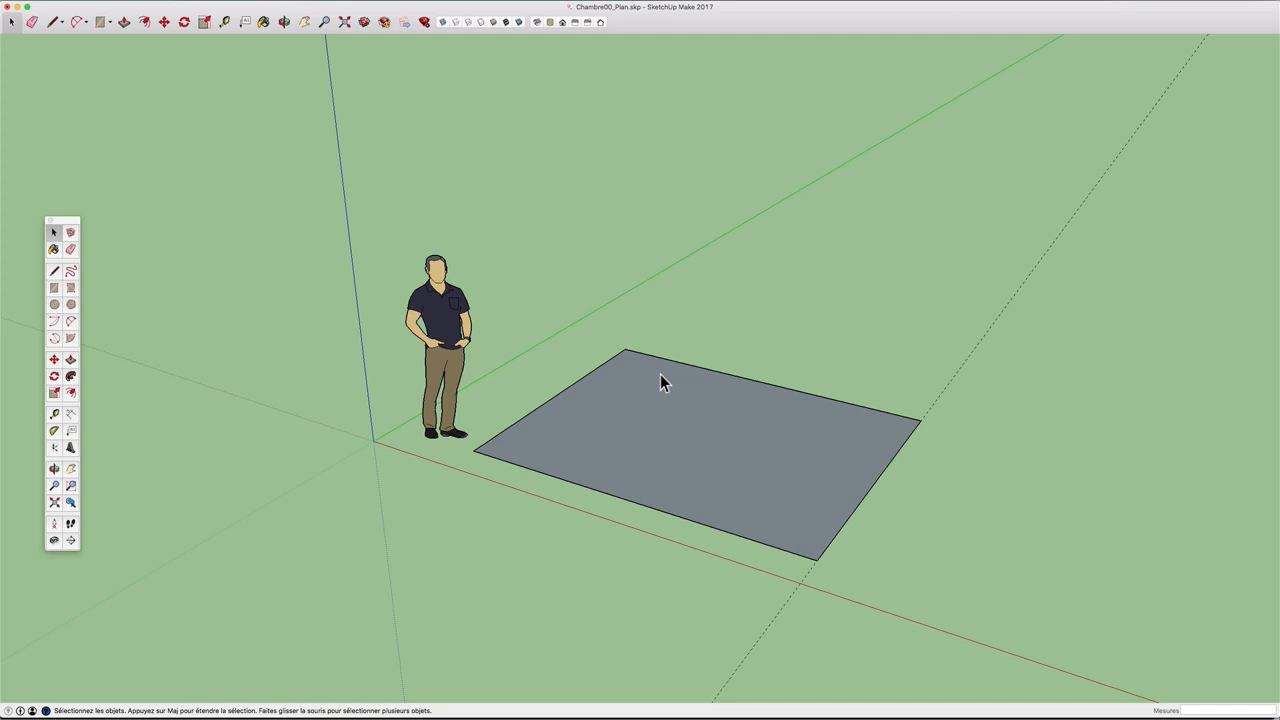 Chambre00_Plan.skp - SketchUp Make 2017
Sélectionnez les objets. Appuyez sur Maj pour étendre la sélection. Faites glisser la souris pour sélectionner plusieurs objets.
Mesures